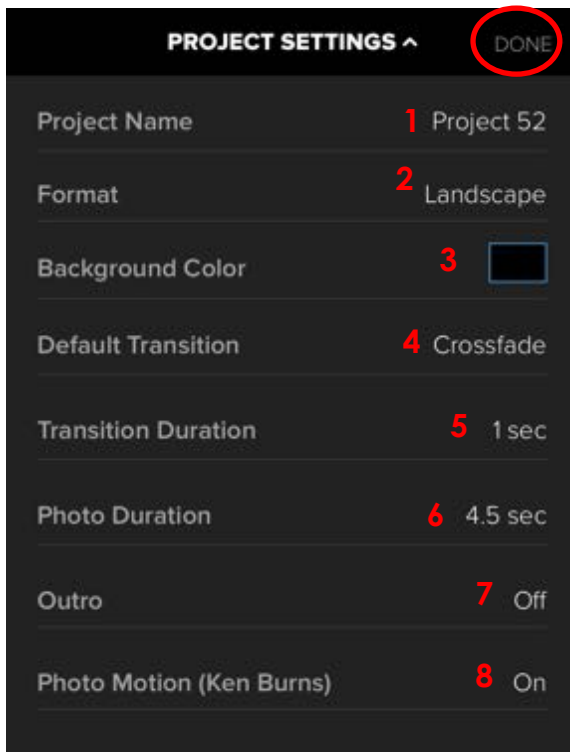 PROJECT SETTINGS ^ DONE
Project Name 1 Project 52
Format 2 Landscape
Background Color 3
Default Transition 4 Crossfade
Transition Duration 5 1 sec
Photo Duration 6 4.5 sec
Outro 7 Off
Photo Motion (Ken Burns) 8 On